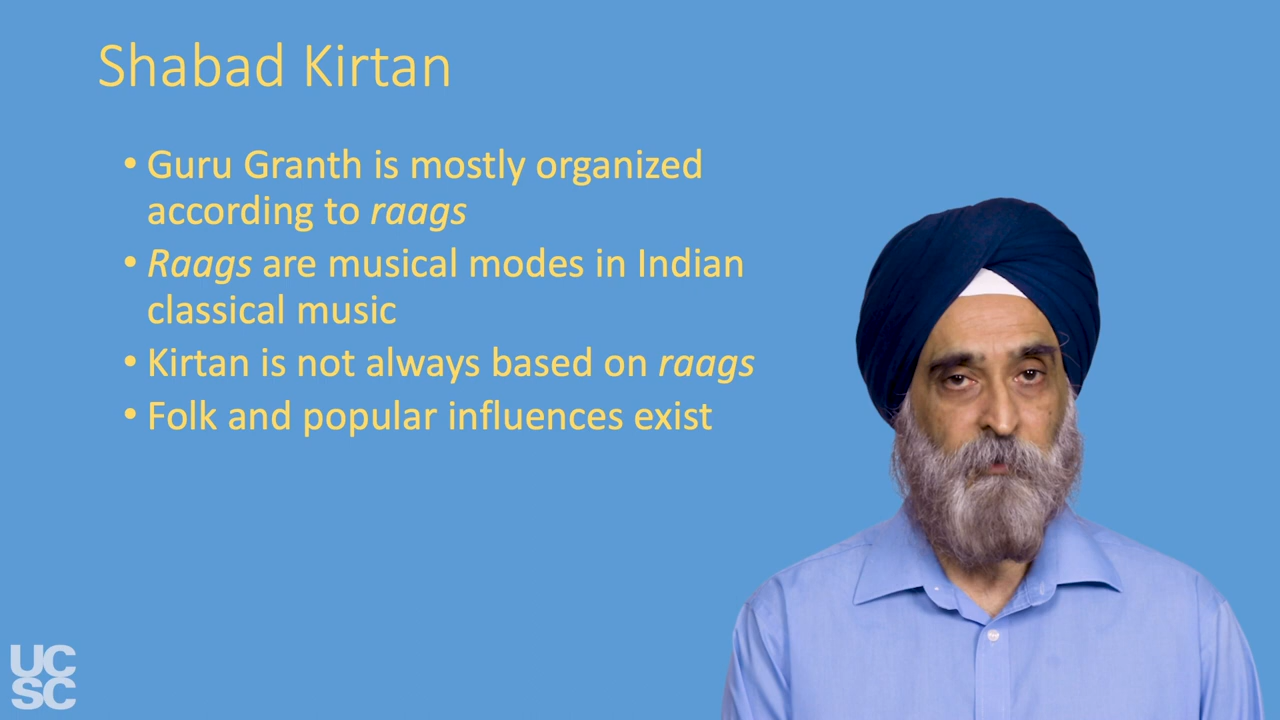 Shabad Kirtan
• Guru Granth is mostly organized
according to raags
• Raags are musical modes in Indian
classical music
• Kirtan is not always based on raags
• Folk and popular influences exist
UC
SC